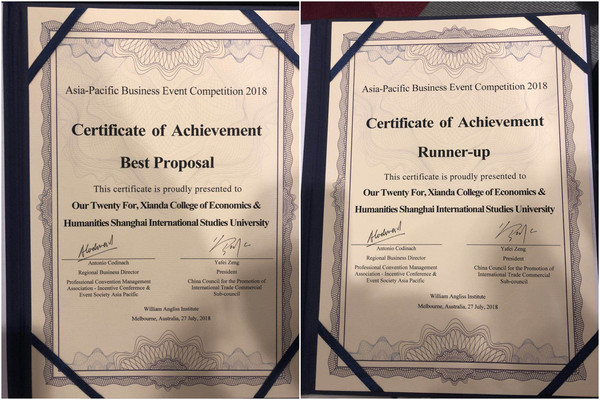 Asia-Pacific Business Event Competition 2018
Certificate of Achievement
Best Proposal
This certificate is proudly presented to
Our Twenty For, Xianda College of Economics &
Humanities Shanghai International Studies University
Antonio Codinach
Regional Business Director
Professional Convention Management
Association - Incentive Conference &
Event Society Asia Pacific
Yafei Zeng
President
China Council for the Promotion of
International Trade Commercial
Sub-council
William Anglius Institute
Melbourne, Australia, 27 July, 2018
Asia-Pacific Business Event Competition 2018
Certificate of Achievement
Runner-up
This certificate is proudly presented to
Our Twenty For, Xianda College of Economics &
Humanities Shanghai International Studies University
Antonio Codinach
Regional Business Director
Professional Convention Management
Association - Incentive Conference &
Event Society Asia Pacific
Yafei Zeng
President
China Council for the Promotion of
International Trade Commercial
Sub-council
William Anglius Institute
Melbourne, Australia, 27 July, 2018